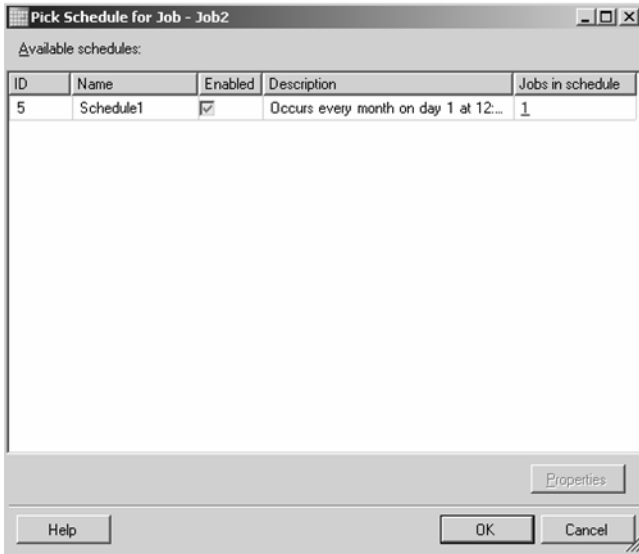 Pick Schedule for Job - Job2
Available schedules:
ID Name Enabled Description Jobs in schedule
5 Schedule1 Occurs every month on day 1 at 12:... 1
Properties
Help OK Cancel